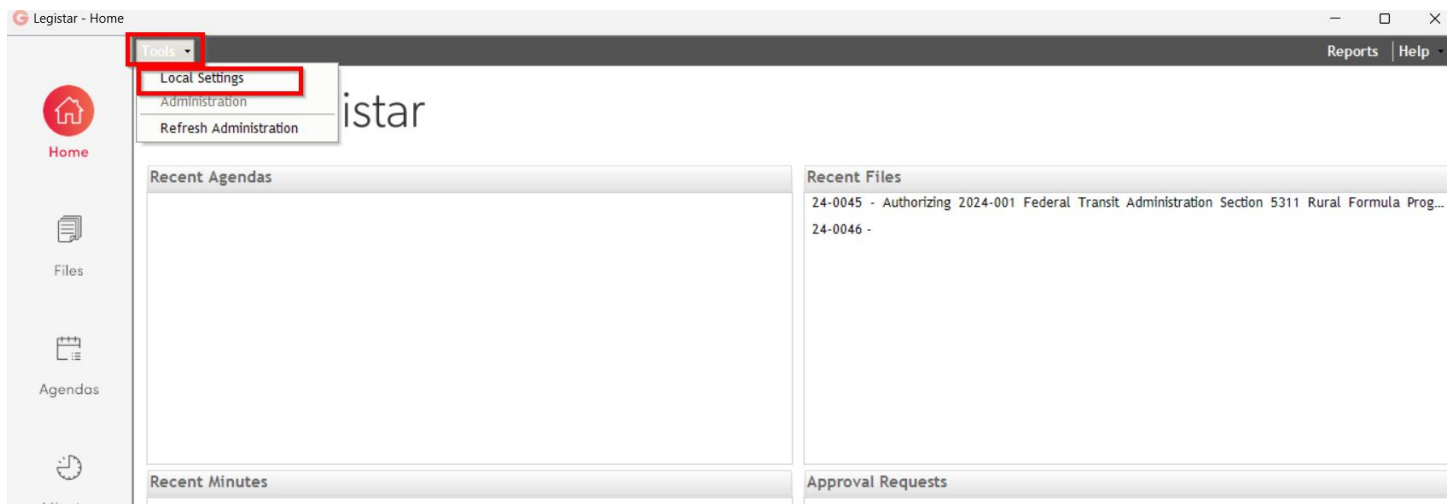 Legistar - Home
Tools
Reports | Help
Local Settings
Administration
Refresh Administration
istar
Home
Recent Agendas
Recent Files
24-0045 - Authorizing 2024-001 Federal Transit Administration Section 5311 Rural Formula Prog...
24-0046 -
Files
Agendas
Recent Minutes
Approval Requests